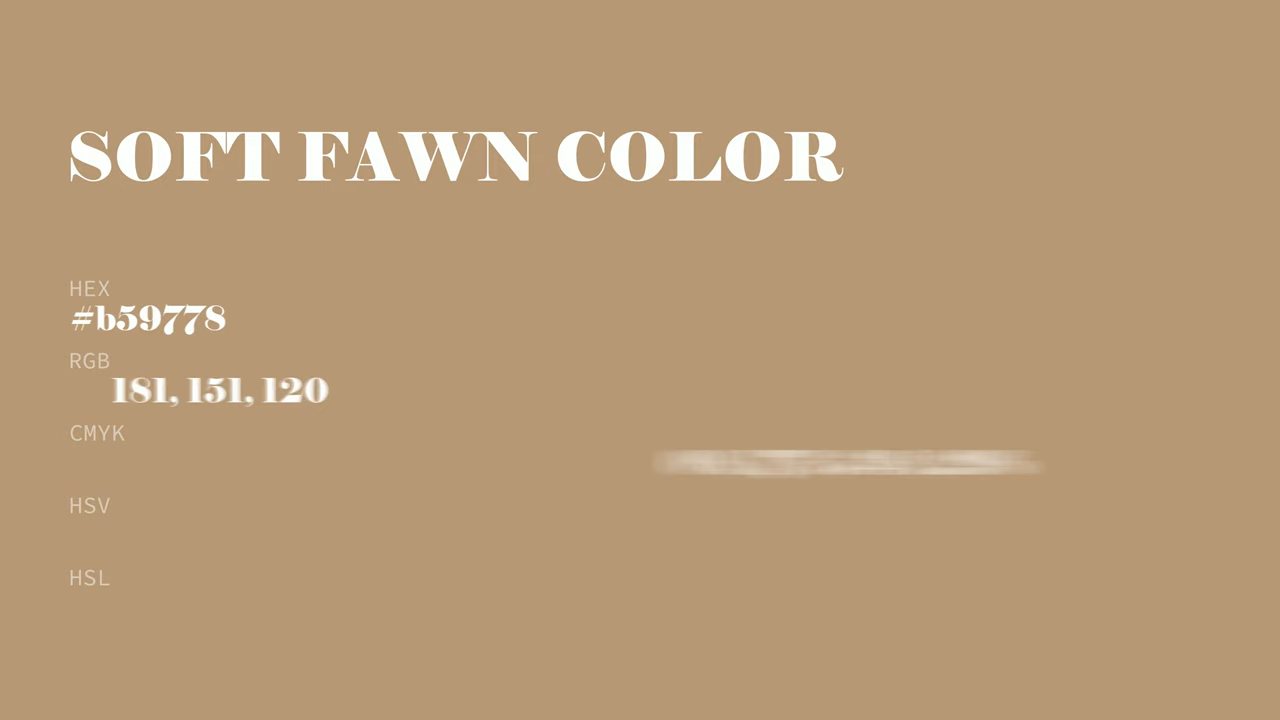 SOFT FAWN COLOR
HEX
#b59778
RGB
181, 151, 120
CMYK
HSV
HSL